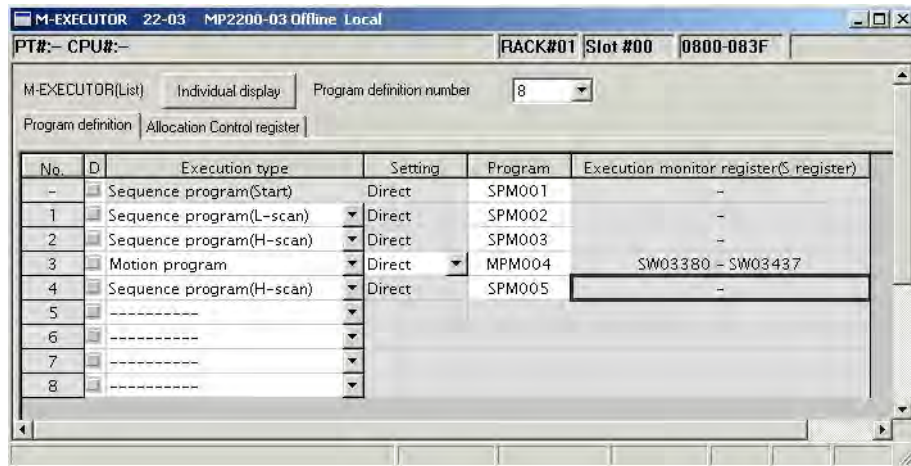 M-EXECUTOR 22-03 MP2200-03 Offline Local
PT#:- CPU#:- RACK#01 Slot #00 0800-083F
M-EXECUTOR(List) Individual display Program definition number 8
Program definition Allocation Control register
No. D Execution type Setting Program Execution monitor register(S register)
- Sequence program(Start) Direct SPM001 -
1 Sequence program(L-scan) Direct SPM002 -
2 Sequence program(H-scan) Direct SPM003 -
3 Motion program Direct MPM004 SW03380 - SW03437
4 Sequence program(H-scan) Direct SPM005 -
5 ----------
6 ----------
7 ----------
8 ----------